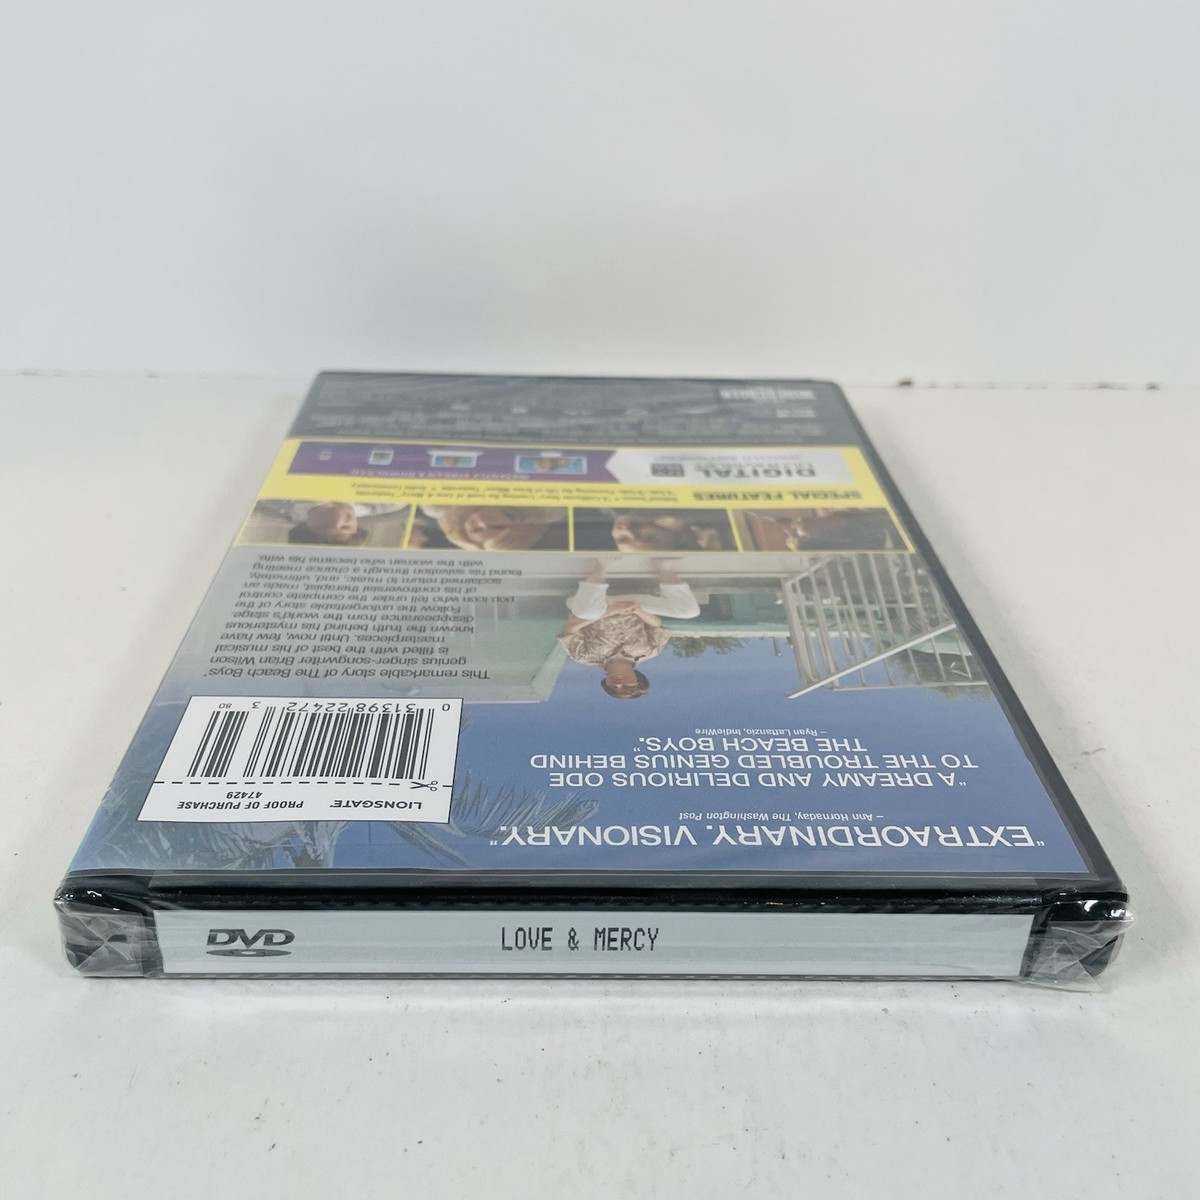 "EXTRAORDINARY. VISIONARY."
– Ann Hornaday, The Washington Post
"A DREAMY AND DELIRIOUS ODE
TO THE TROUBLED GENIUS BEHIND
THE BEACH BOYS."
– Ryan Lattanzio, IndieWire
LIONSGATE
PROOF OF PURCHASE
47429
0 31398 22472 3 80
This remarkable story of The Beach Boys'
genius singer-songwriter Brian Wilson
is filled with the best of his musical
masterpieces. Until now, few have
known the truth behind his mysterious
disappearance from the world's stage.
Follow the unforgettable story of the
pop icon who fell under the complete control
of his controversial therapist, made an
acclaimed return to music, and, ultimately,
found his salvation through a chance meeting
with the woman who became his wife.
SPECIAL FEATURES
DIGITAL
INSTANTLY STREAM & DOWNLOAD
DVD
LOVE & MERCY